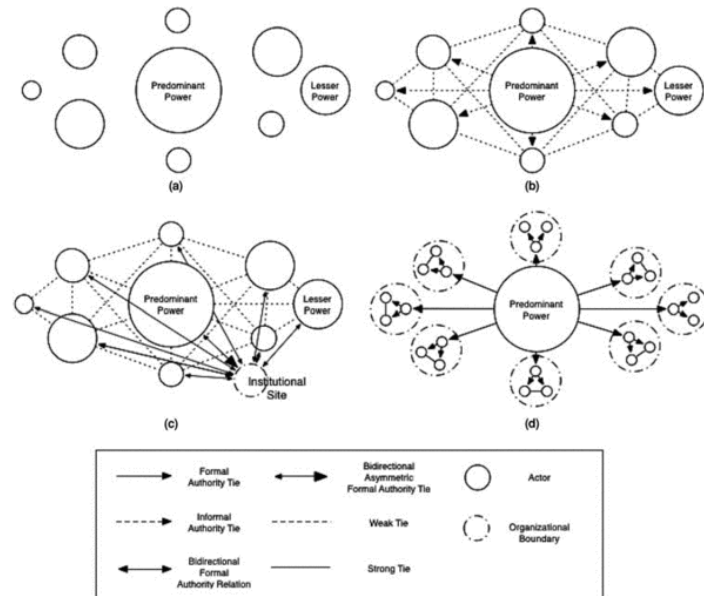 Predominant
Power
Lesser
Power
(a)
Predominant
Power
Lesser
Power
(b)
Predominant
Power
Lesser
Power
Institutional
Site
(c)
Predominant
Power
(d)
Formal
Authority Tie
Bidirectional
Asymmetric
Formal Authority Tie
Actor
Informal
Authority Tie
Weak Tie
Organizational
Boundary
Bidirectional
Formal
Authority Relation
Strong Tie